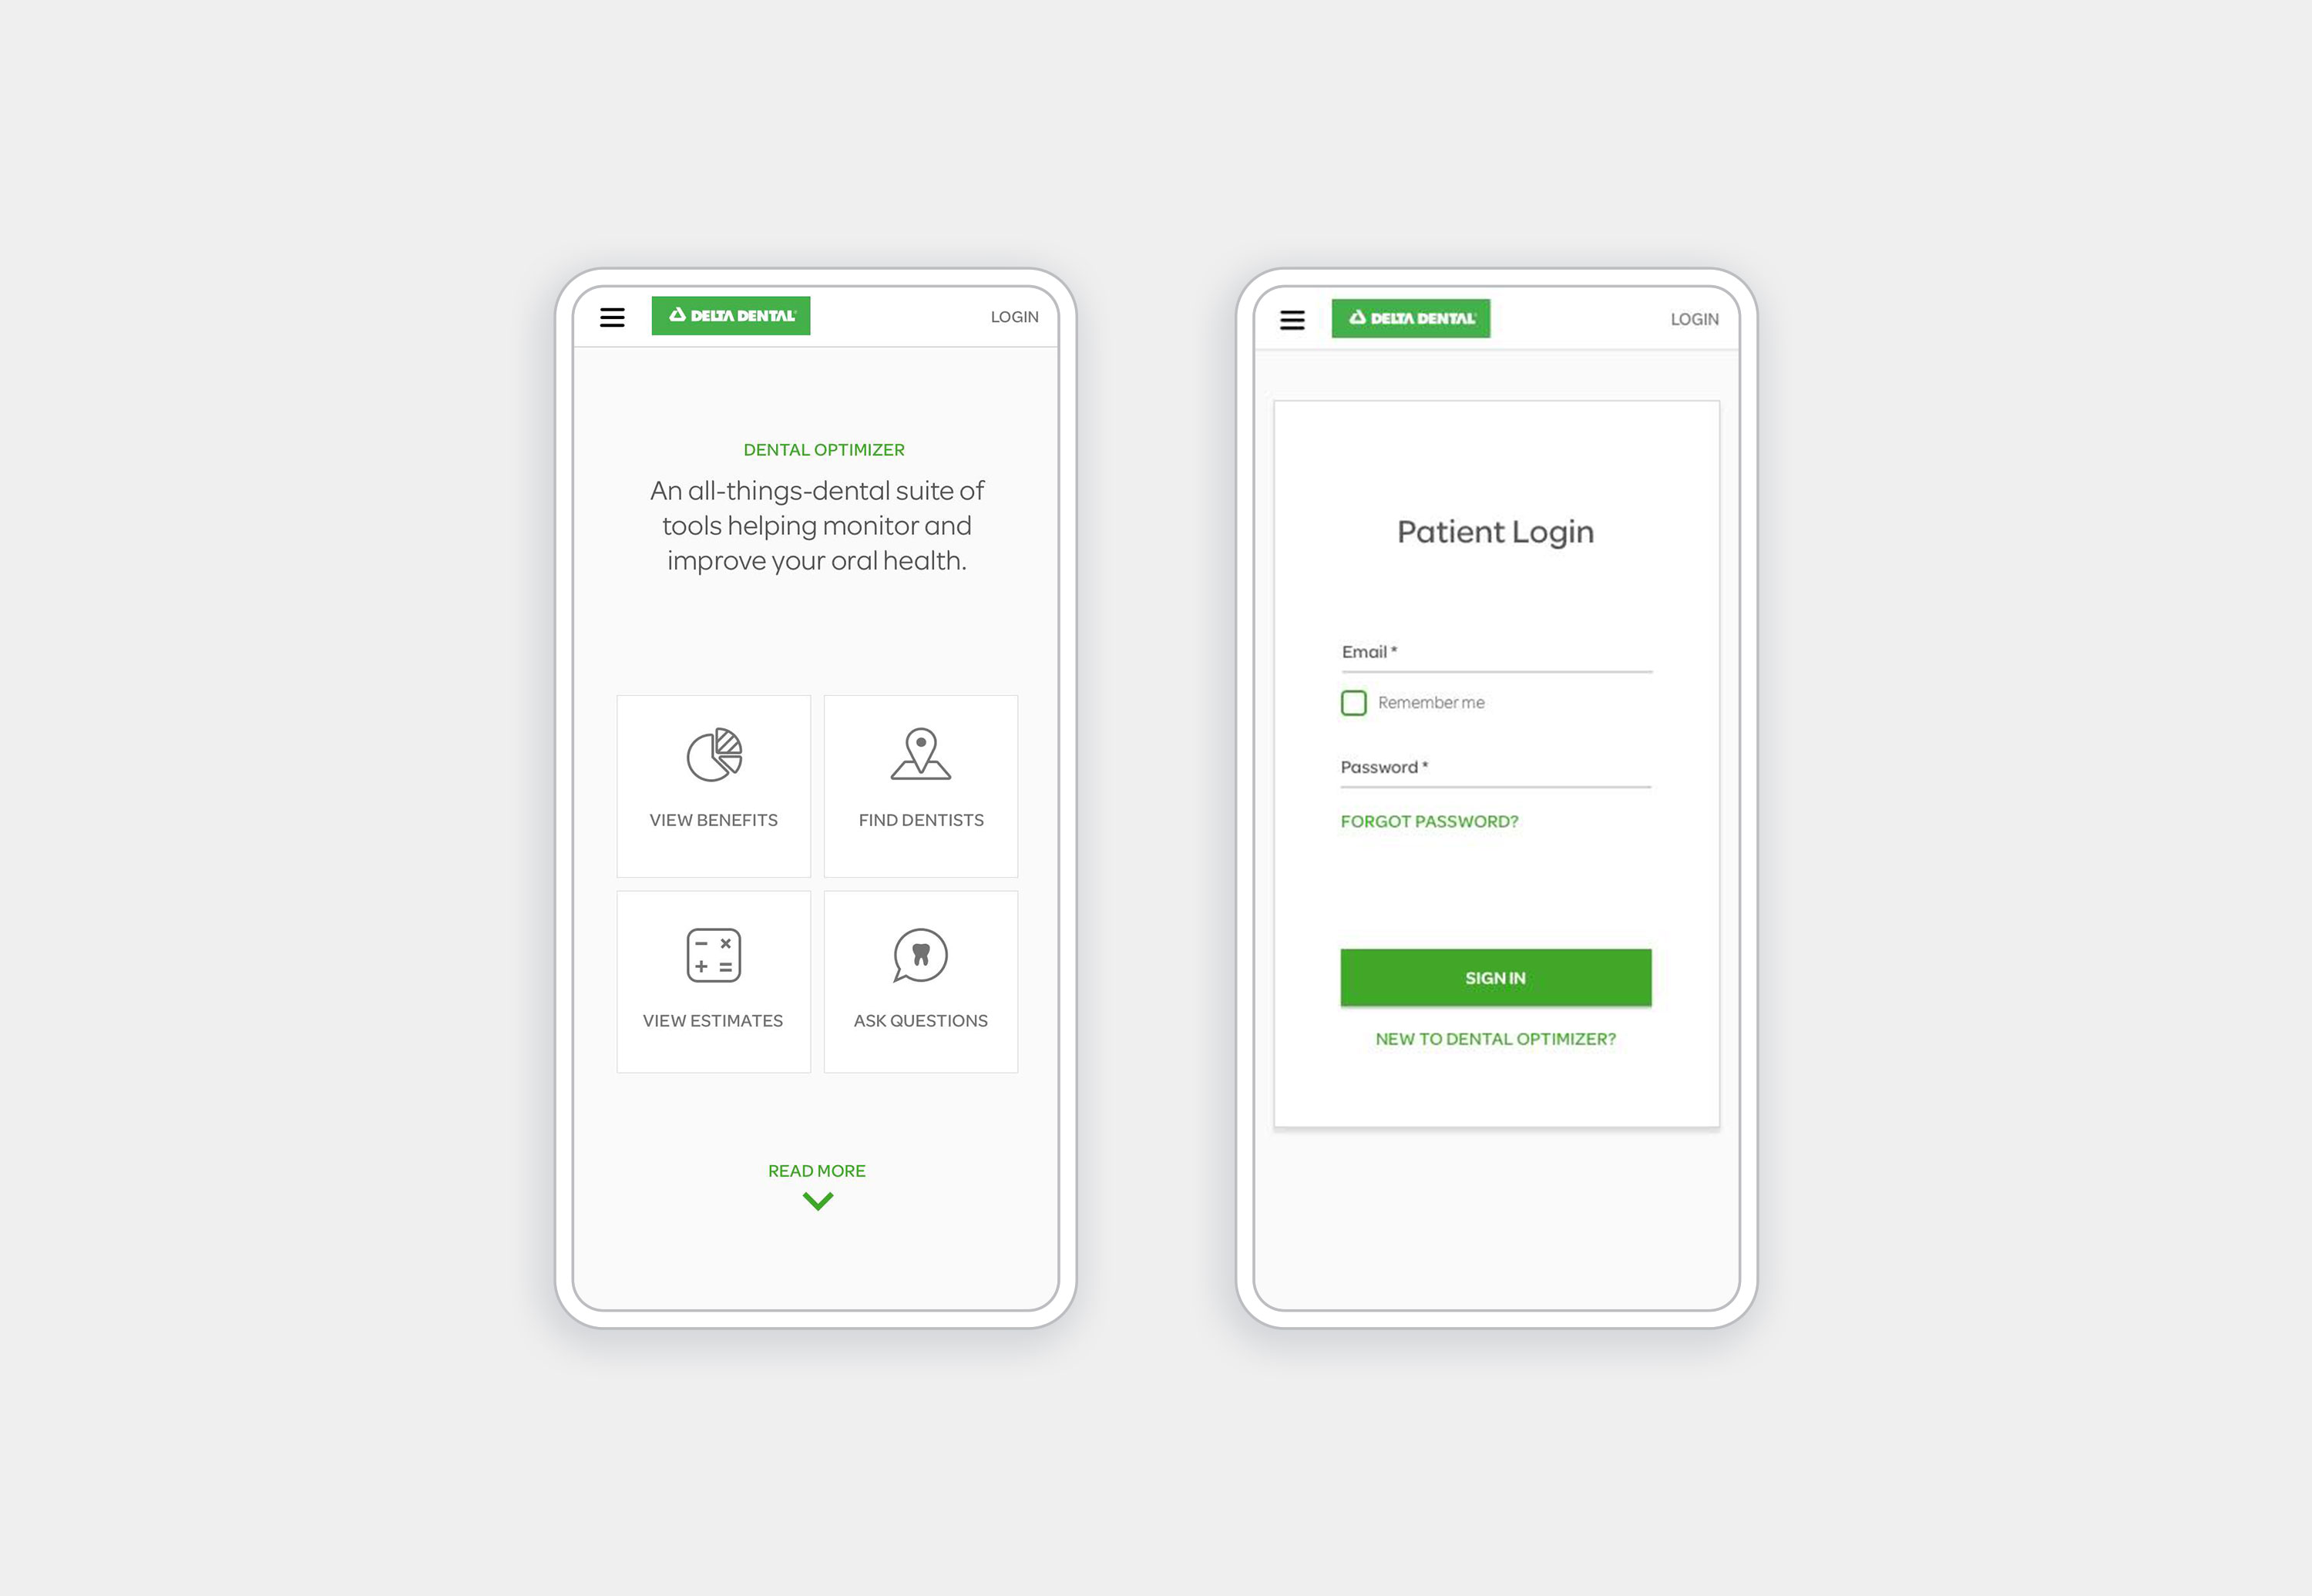 DELTA DENTAL
LOGIN
DENTAL OPTIMIZER
An all-things-dental suite of
tools helping monitor and
improve your oral health.
VIEW BENEFITS
FIND DENTISTS
VIEW ESTIMATES
ASK QUESTIONS
READ MORE
DELTA DENTAL
LOGIN
Patient Login
Email *
Remember me
Password *
FORGOT PASSWORD?
SIGN IN
NEW TO DENTAL OPTIMIZER?